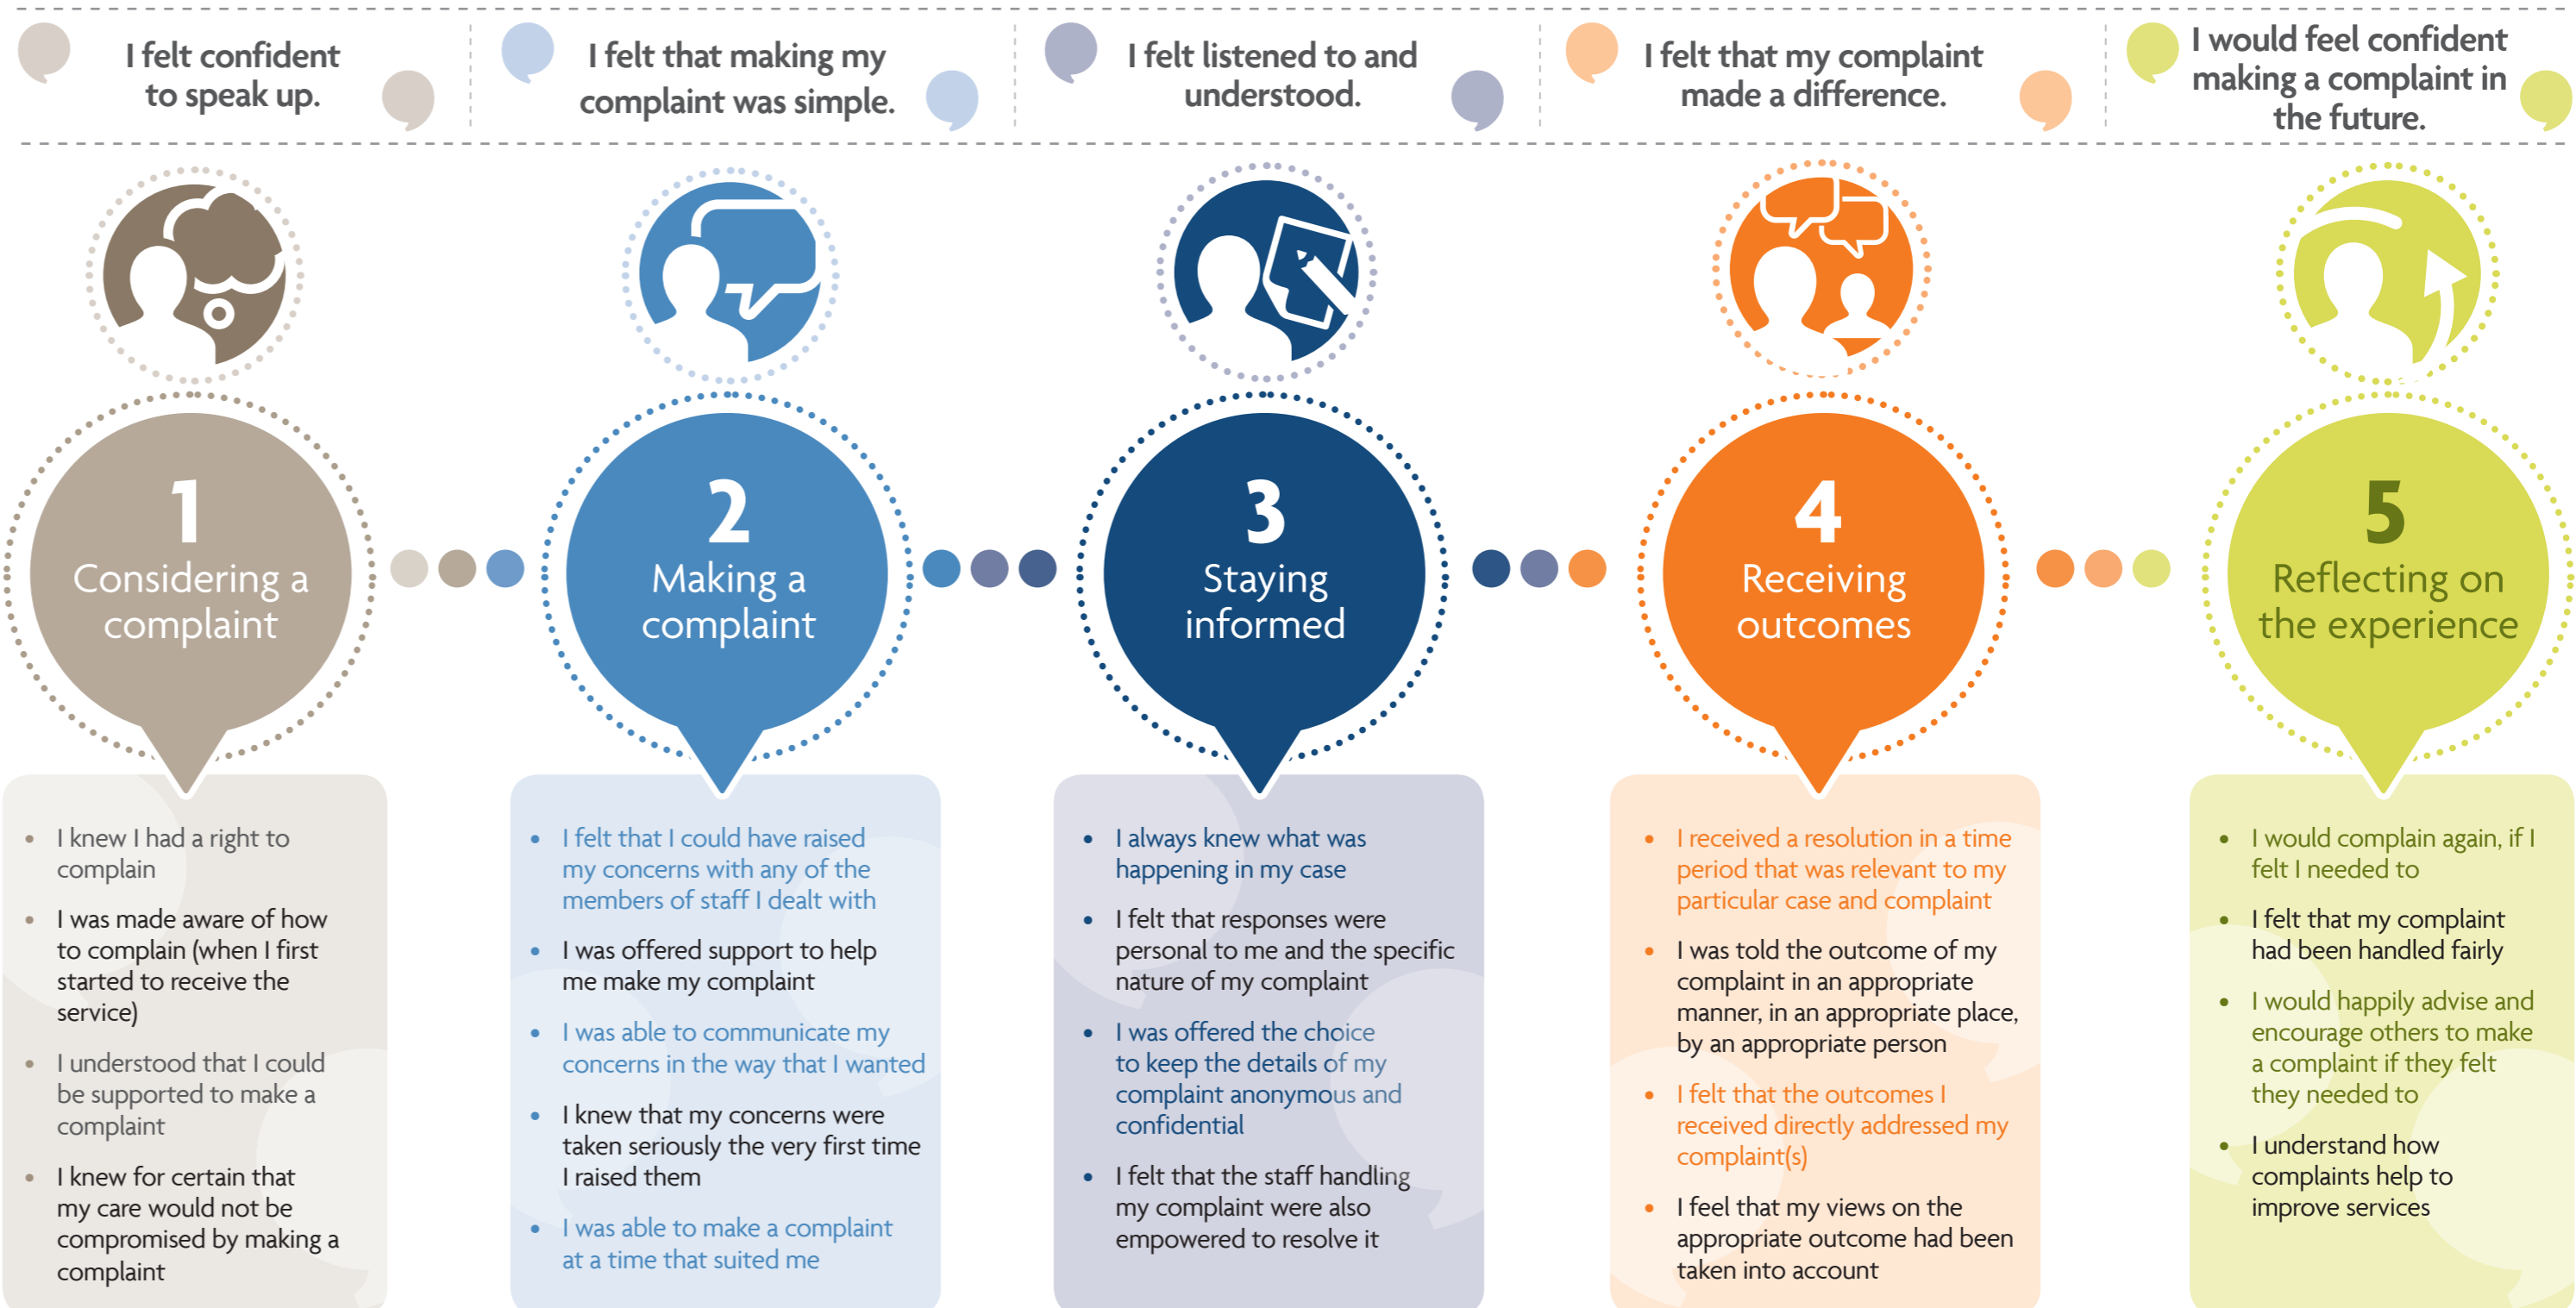 I felt confident
to speak up.
I felt that making my
complaint was simple.
I felt listened to and
understood.
I felt that my complaint
made a difference.
I would feel confident
making a complaint in
the future.
1
Considering a
complaint
2
Making a
complaint
3
Staying
informed
4
Receiving
outcomes
5
Reflecting on
the experience
• I knew I had a right to
complain
• I was made aware of how
to complain (when I first
started to receive the
service)
• I understood that I could
be supported to make a
complaint
• I knew for certain that
my care would not be
compromised by making a
complaint
• I felt that I could have raised
my concerns with any of the
members of staff I dealt with
• I was offered support to help
me make my complaint
• I was able to communicate my
concerns in the way that I wanted
• I knew that my concerns were
taken seriously the very first time
I raised them
• I was able to make a complaint
at a time that suited me
• I always knew what was
happening in my case
• I felt that responses were
personal to me and the specific
nature of my complaint
• I was offered the choice
to keep the details of my
complaint anonymous and
confidential
• I felt that the staff handling
my complaint were also
empowered to resolve it
• I received a resolution in a time
period that was relevant to my
particular case and complaint
• I was told the outcome of my
complaint in an appropriate
manner, in an appropriate place,
by an appropriate person
• I felt that the outcomes I
received directly addressed my
complaint(s)
• I feel that my views on the
appropriate outcome had been
taken into account
• I would complain again, if I
felt I needed to
• I felt that my complaint
had been handled fairly
• I would happily advise and
encourage others to make
a complaint if they felt
they needed to
• I understand how
complaints help to
improve services